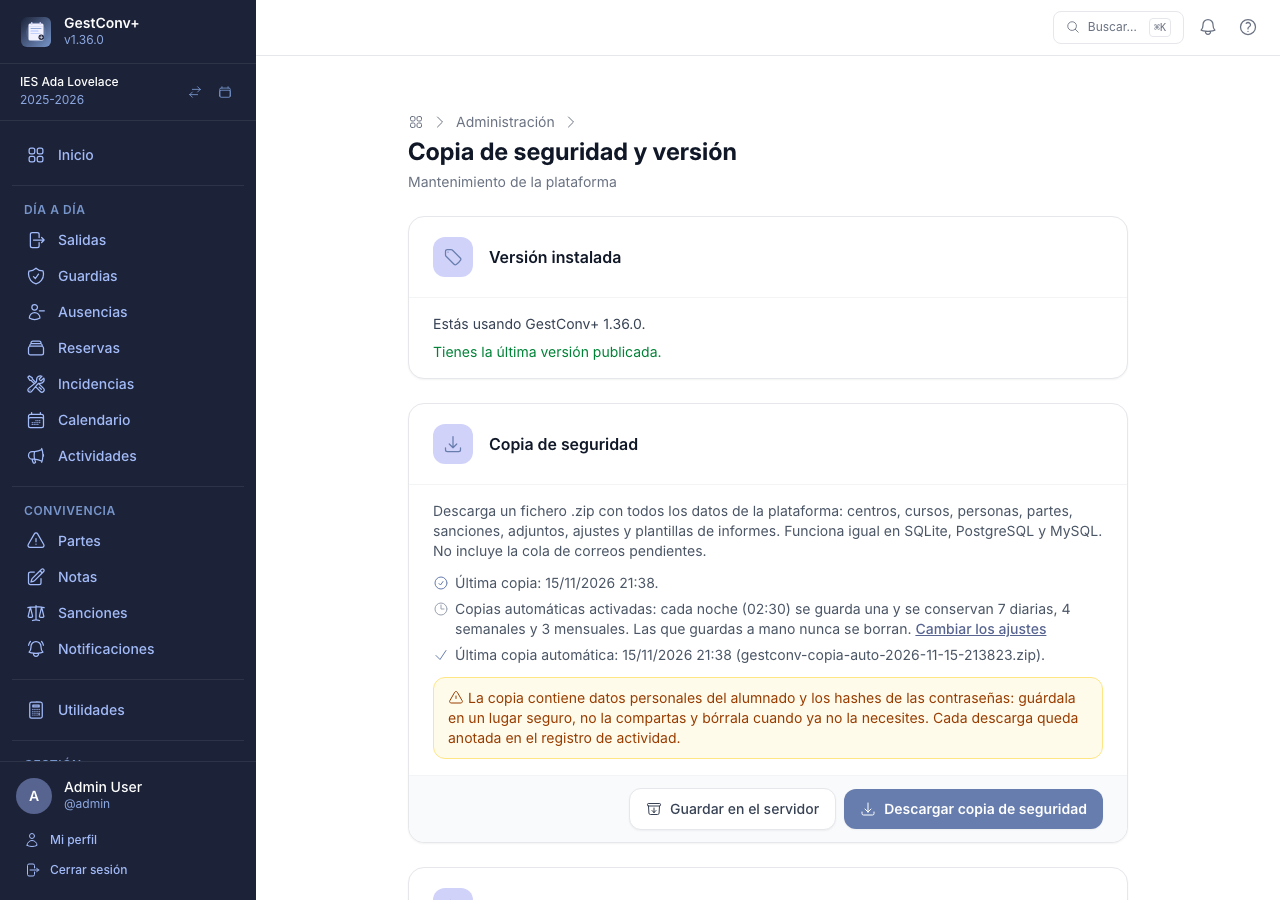 GestConv+
v1.36.0
IES Ada Lovelace
2025-2026
Inicio
DÍA A DÍA
Salidas
Guardias
Ausencias
Reservas
Incidencias
Calendario
Actividades
CONVIVENCIA
Partes
Notas
Sanciones
Notificaciones
Utilidades
A
Admin User
@admin
Mi perfil
Cerrar sesión
Buscar...
⌘K
Administración
Copia de seguridad y versión
Mantenimiento de la plataforma
Versión instalada
Estás usando GestConv+ 1.36.0.
Tienes la última versión publicada.
Copia de seguridad
Descarga un fichero .zip con todos los datos de la plataforma: centros, cursos, personas, partes,
sanciones, adjuntos, ajustes y plantillas de informes. Funciona igual en SQLite, PostgreSQL y MySQL.
No incluye la cola de correos pendientes.
Última copia: 15/11/2026 21:38.
Copias automáticas activadas: cada noche (02:30) se guarda una y se conservan 7 diarias, 4
semanales y 3 mensuales. Las que guardas a mano nunca se borran. Cambiar los ajustes
Última copia automática: 15/11/2026 21:38 (gestconv-copia-auto-2026-11-15-213823.zip).
La copia contiene datos personales del alumnado y los hashes de las contraseñas: guárdala
en un lugar seguro, no la compartas y bórrala cuando ya no la necesites. Cada descarga queda
anotada en el registro de actividad.
Guardar en el servidor
Descargar copia de seguridad